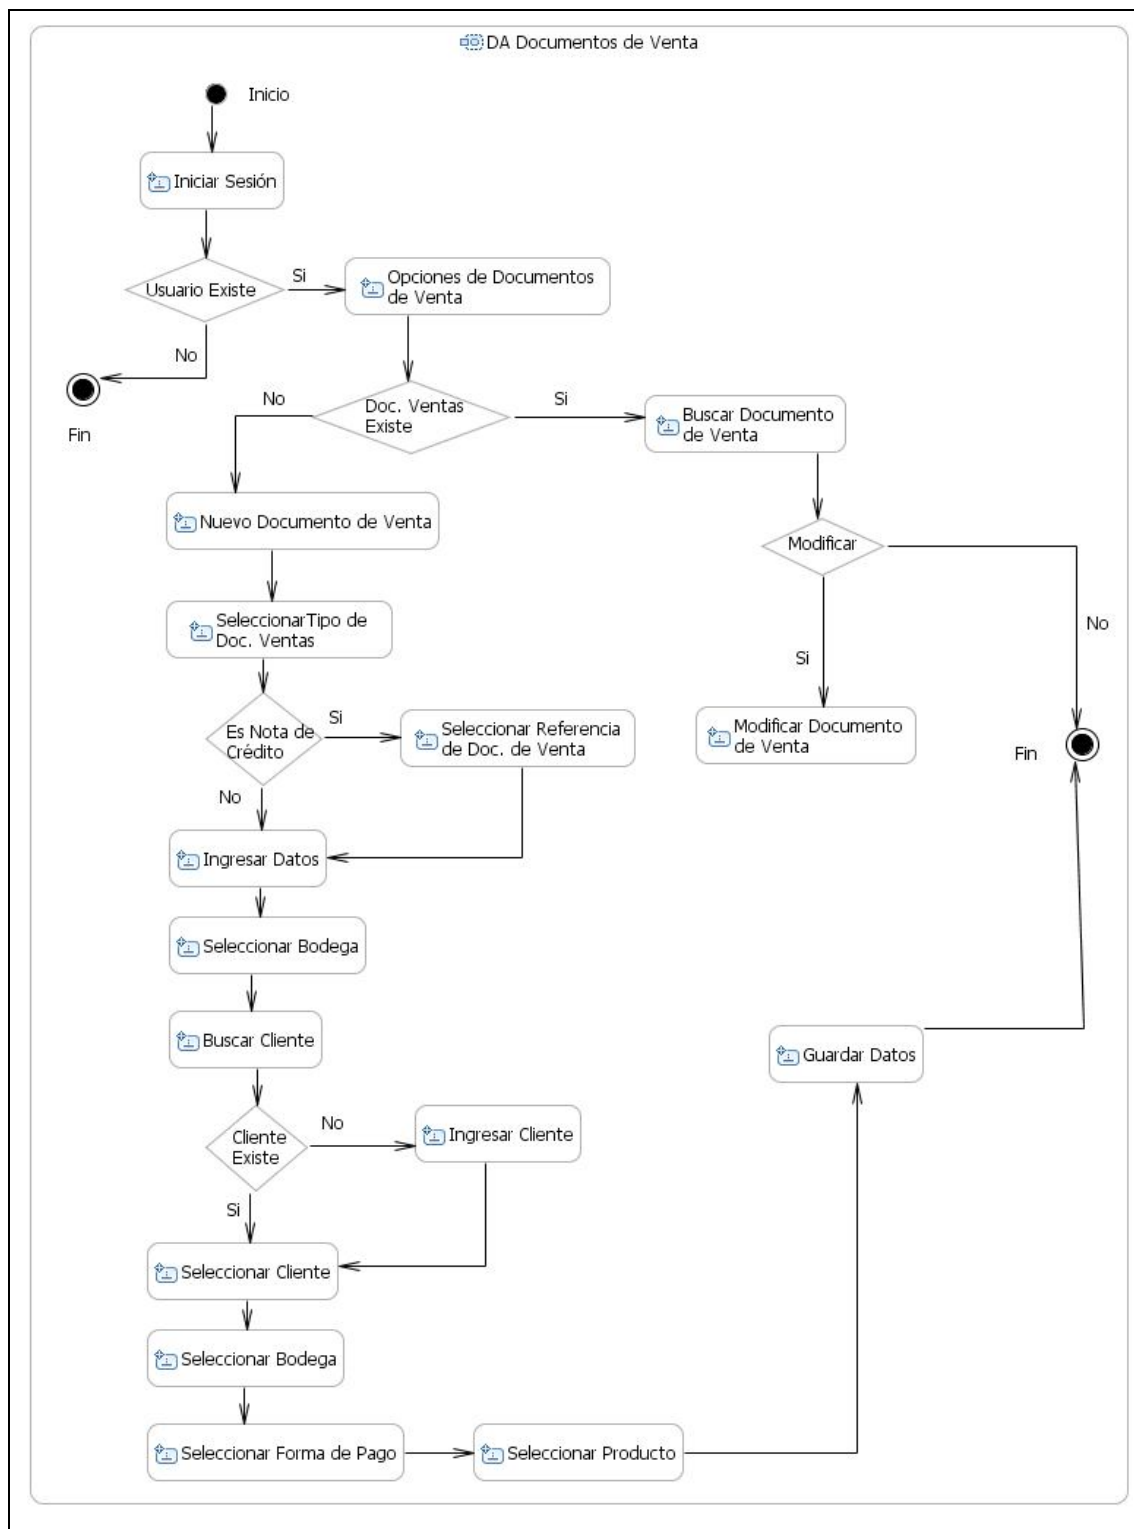 DA Documentos de Venta
Inicio
Iniciar Sesión
Usuario Existe
Si
Opciones de Documentos
de Venta
No
Fin
No
Doc. Ventas
Existe
Si
Buscar Documento
de Venta
Nuevo Documento de Venta
Modificar
SeleccionarTipo de
Doc. Ventas
No
Si
Es Nota de
Crédito
Si
Seleccionar Referencia
de Doc. de Venta
Modificar Documento
de Venta
Fin
No
Ingresar Datos
Seleccionar Bodega
Buscar Cliente
Guardar Datos
Cliente
Existe
No
Ingresar Cliente
Si
Seleccionar Cliente
Seleccionar Bodega
Seleccionar Forma de Pago
Seleccionar Producto